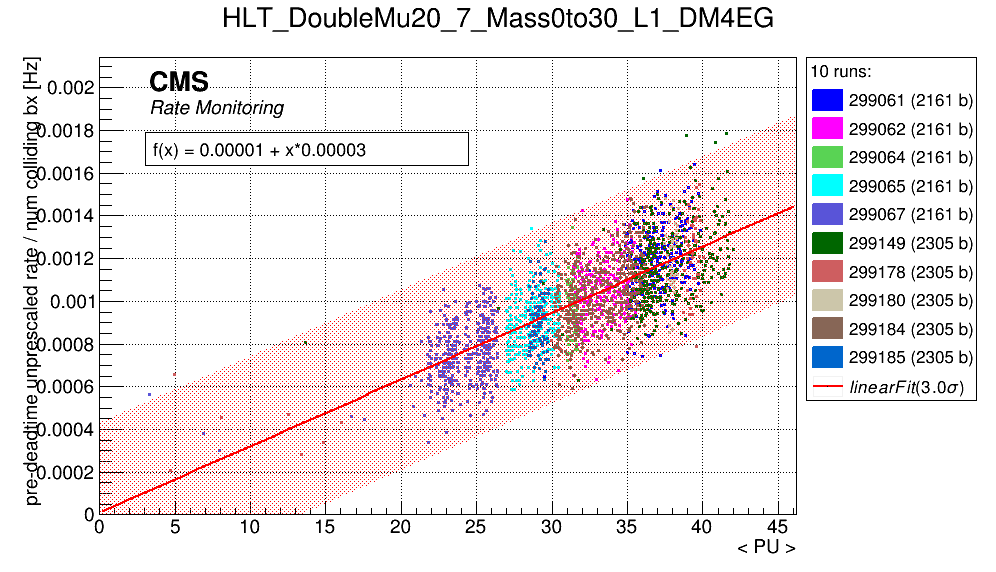 HLT_DoubleMu20_7_Mass0to30_L1_DM4EG
pre-deadtime unprescaled rate / num colliding bx [Hz]
CMS
Rate Monitoring
f(x) = 0.00001 + x*0.00003
0.002
0.0018
0.0016
0.0014
0.0012
0.001
0.0008
0.0006
0.0004
0.0002
0
0 5 10 15 20 25 30 35 40 45
< PU >
10 runs:
299061 (2161 b)
299062 (2161 b)
299064 (2161 b)
299065 (2161 b)
299067 (2161 b)
299149 (2305 b)
299178 (2305 b)
299180 (2305 b)
299184 (2305 b)
299185 (2305 b)
linearFit(3.0σ)